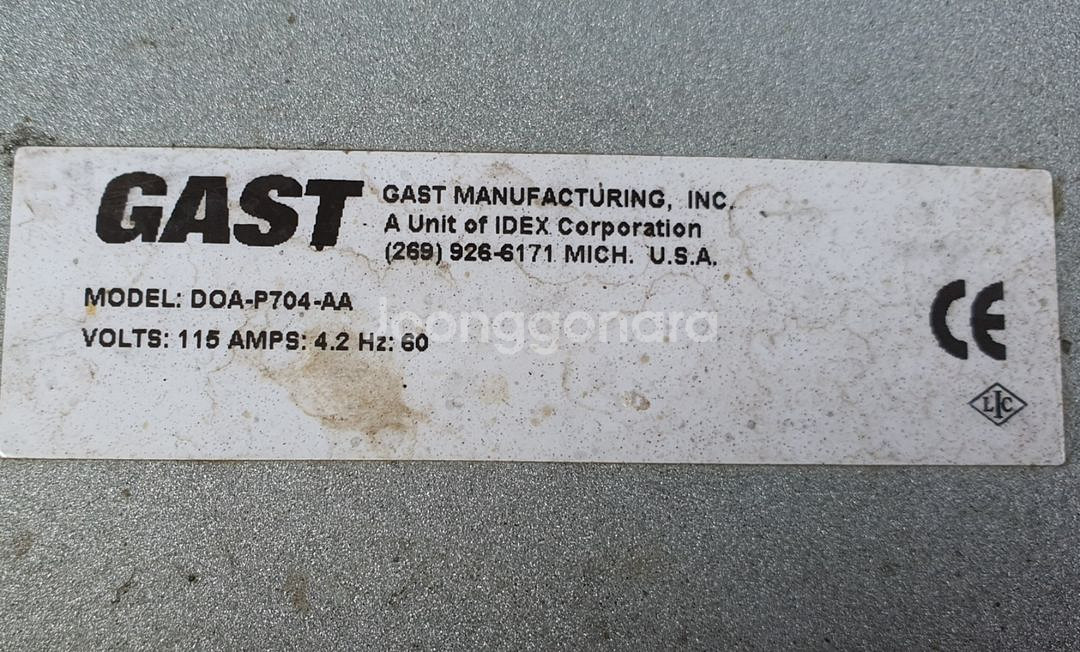 GAST
GAST MANUFACTURING, INC.
A Unit of IDEX Corporation
(269) 926-6171 MICH. U.S.A.
MODEL: DOA-P704-AA
VOLTS: 115 AMPS: 4.2 Hz: 60
joonggonara
CE
LIC